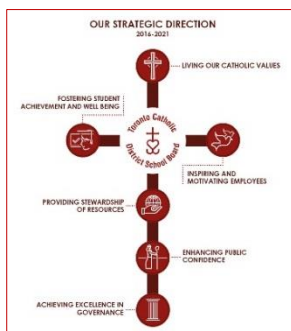 OUR STRATEGIC DIRECTION
2016-2021
LIVING OUR CATHOLIC VALUES
FOSTERING STUDENT
ACHIEVEMENT AND WELL BEING
Toronto Catholic
District School Board
INSPIRING AND
MOTIVATING EMPLOYEES
PROVIDING STEWARDSHIP
OF RESOURCES
ENHANCING PUBLIC
CONFIDENCE
ACHIEVING EXCELLENCE IN
GOVERNANCE